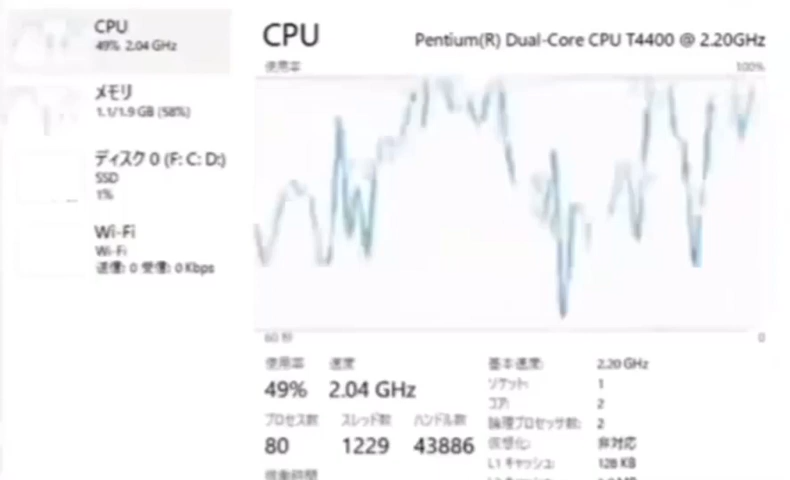 CPU
49% 2.04 GHz
メモリ
1.1/1.9 GB (58%)
ディスク 0 (F: C: D:)
SSD
1%
Wi-Fi
Wi-Fi
送信: 0 受信: 0 Kbps
CPU
Pentium(R) Dual-Core CPU T4400 @ 2.20GHz
使用率
100%
60 秒
0
使用率 速度
49% 2.04 GHz
プロセス数 スレッド数 ハンドル数
80 1229 43886
稼働時間
基本速度: 2.20 GHz
ソケット: 1
コア: 2
論理プロセッサ数: 2
仮想化: 非対応
L1 キャッシュ: 128 KB